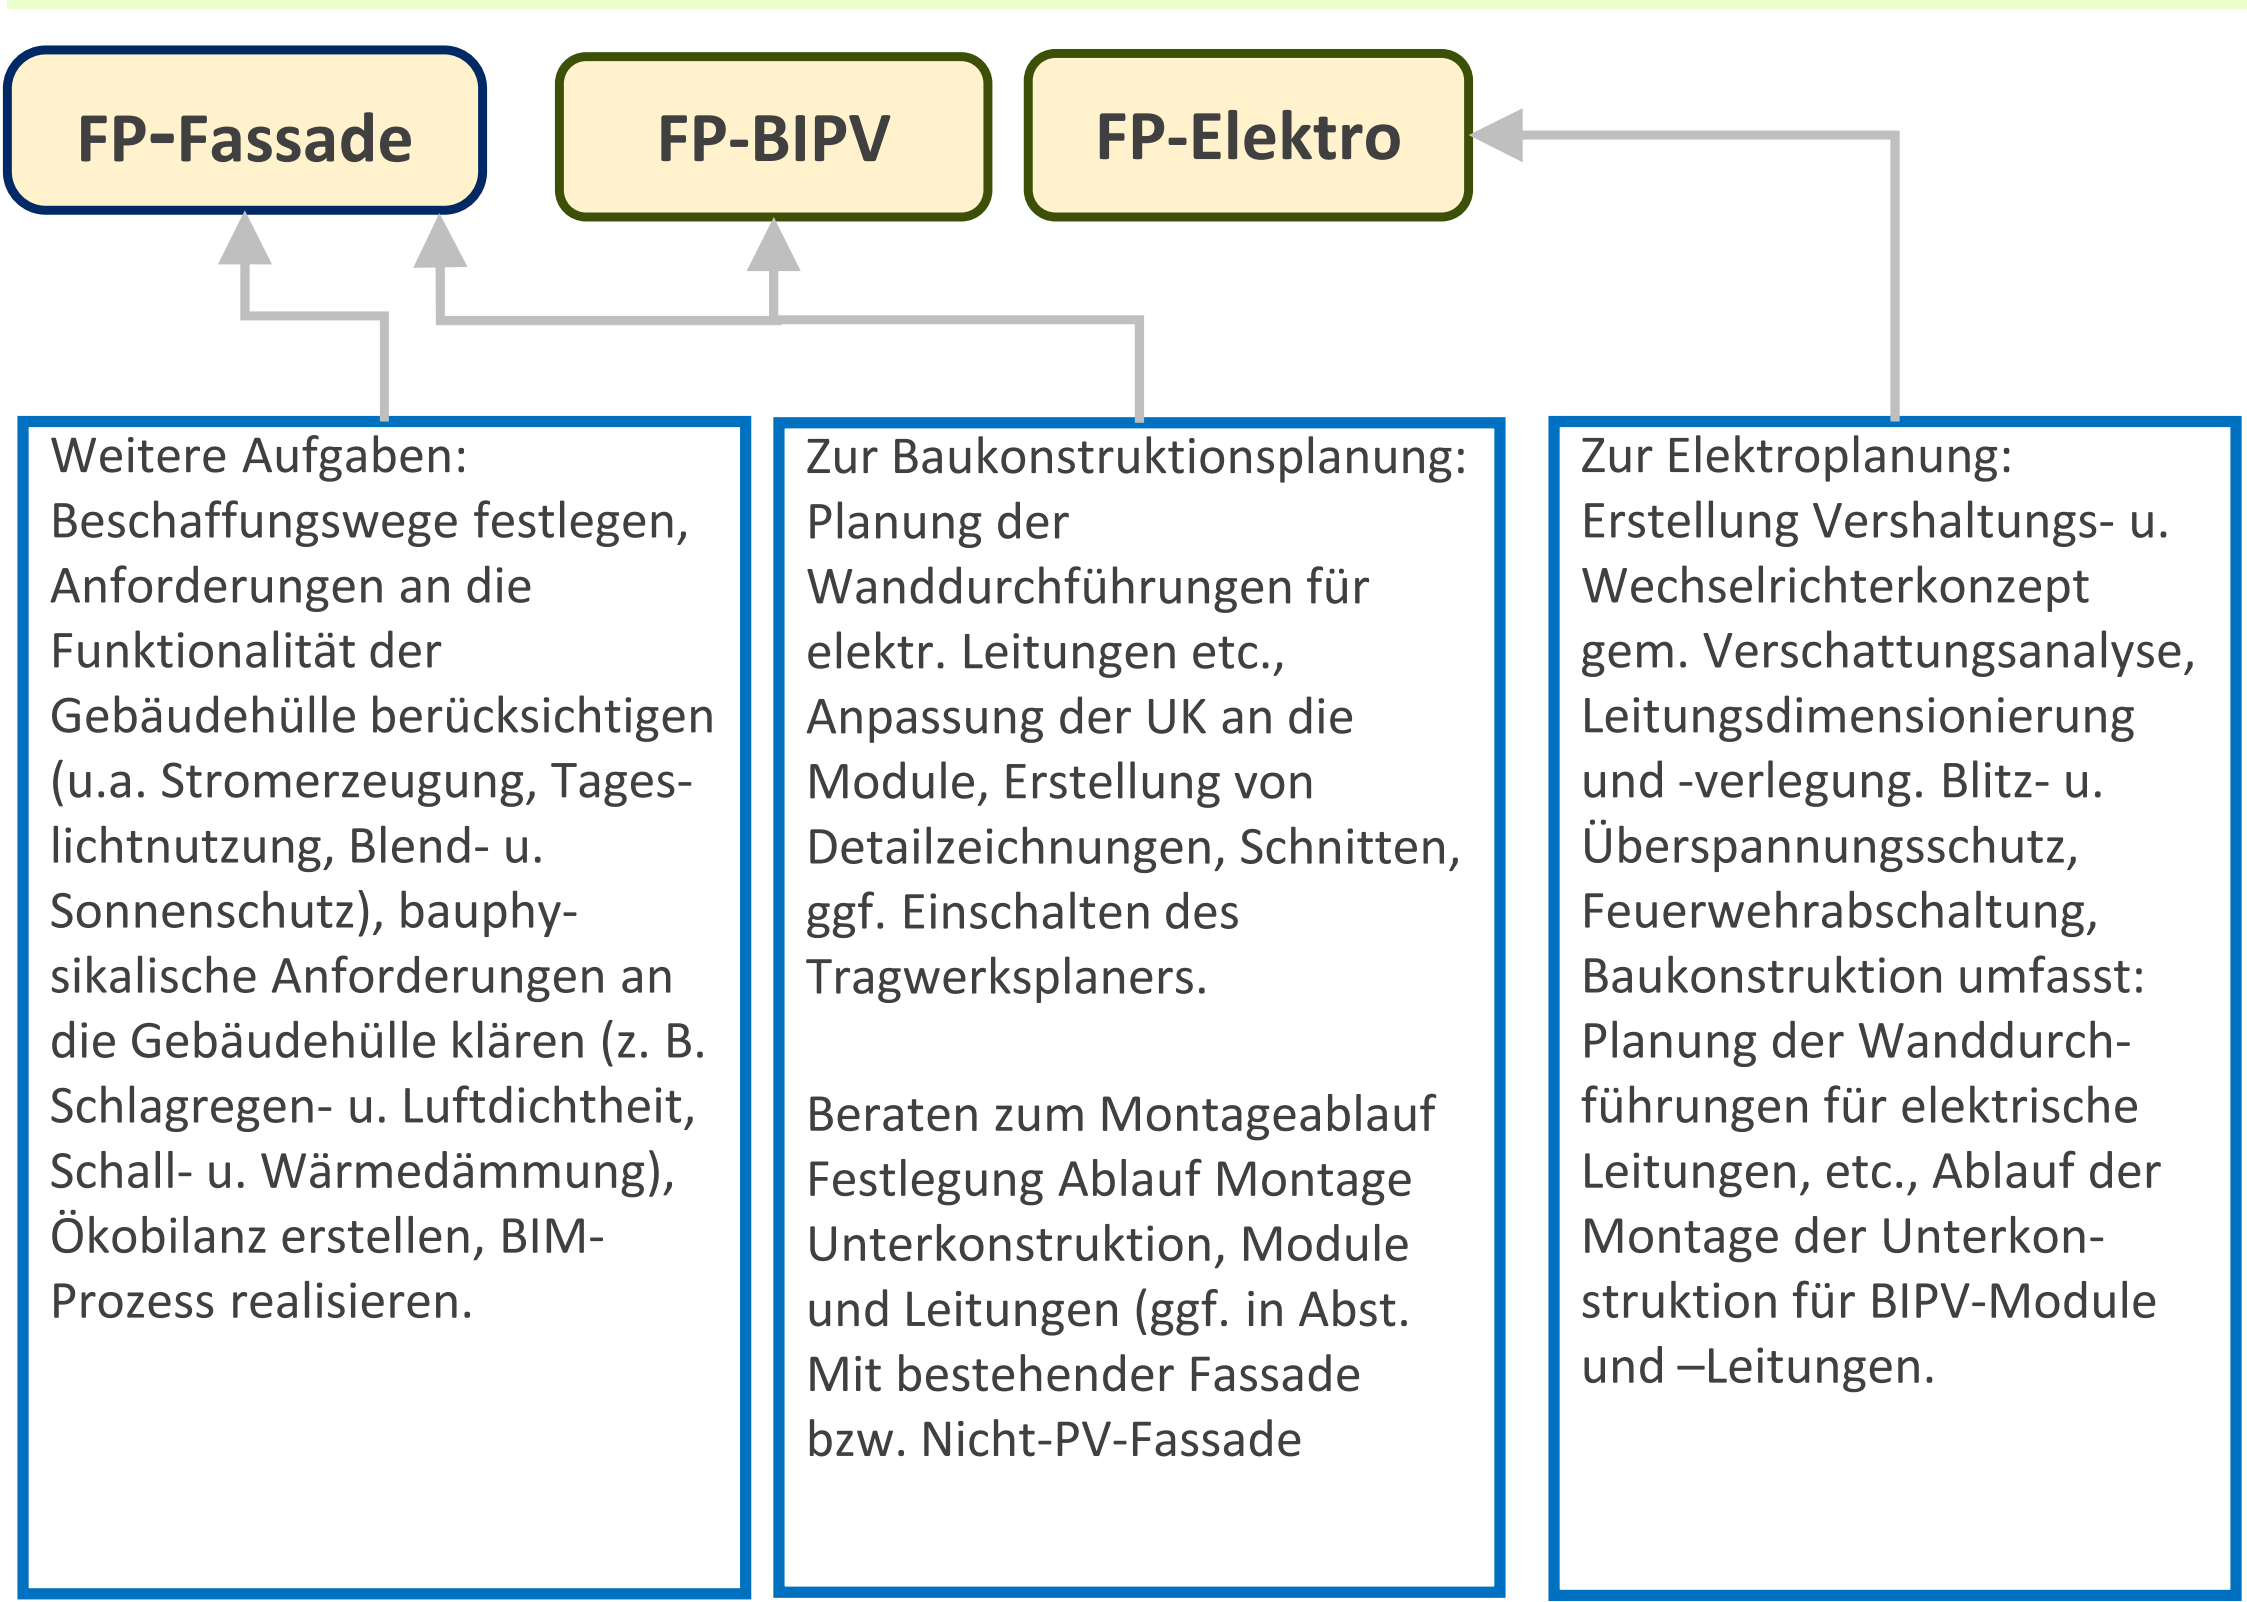 FP-Fassade
FP-BIPV
FP-Elektro
Weitere Aufgaben:
Beschaffungswege festlegen,
Anforderungen an die
Funktionalität der
Gebäudehülle berücksichtigen
(u.a. Stromerzeugung, Tages-
lichtnutzung, Blend- u.
Sonnenschutz), bauphy-
sikalische Anforderungen an
die Gebäudehülle klären (z. B.
Schlagregen- u. Luftdichtheit,
Schall- u. Wärmedämmung),
Ökobilanz erstellen, BIM-
Prozess realisieren.
Zur Baukonstruktionsplanung:
Planung der
Wanddurchführungen für
elektr. Leitungen etc.,
Anpassung der UK an die
Module, Erstellung von
Detailzeichnungen, Schnitten,
ggf. Einschalten des
Tragwerksplaners.
Beraten zum Montageablauf
Festlegung Ablauf Montage
Unterkonstruktion, Module
und Leitungen (ggf. in Abst.
Mit bestehender Fassade
bzw. Nicht-PV-Fassade
Zur Elektroplanung:
Erstellung Vershaltungs- u.
Wechselrichterkonzept
gem. Verschattungsanalyse,
Leitungsdimensionierung
und -verlegung. Blitz- u.
Überspannungsschutz,
Feuerwehrabschaltung,
Baukonstruktion umfasst:
Planung der Wanddurch-
führungen für elektrische
Leitungen, etc., Ablauf der
Montage der Unterkon-
struktion für BIPV-Module
und –Leitungen.